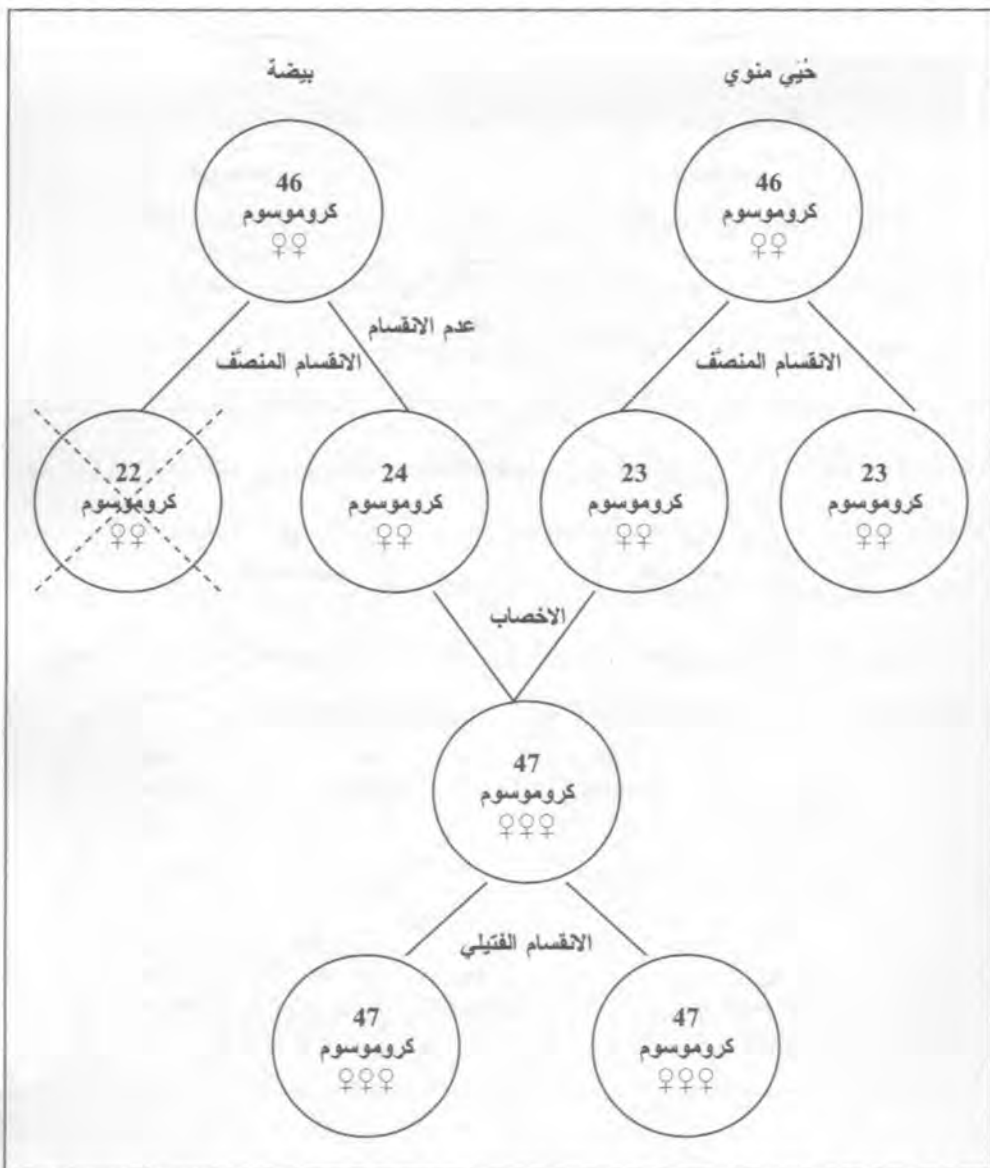 حُيَي منوي
بيضة
46
كروموسوم
♀♀
46
كروموسوم
♀♀
عدم الانقسام
الانقسام المنصَّف
الانقسام المنصَّف
23
كروموسوم
♀♀
23
كروموسوم
♀♀
24
كروموسوم
♀♀
22
كروموسوم
♀♀
الاخصاب
47
كروموسوم
♀♀♀
الانقسام الفتيلي
47
كروموسوم
♀♀♀
47
كروموسوم
♀♀♀